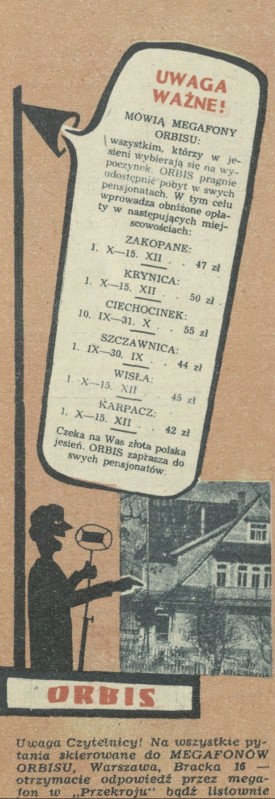 UWAGA
WAŻNE!
MÓWIĄ MEGAFONY
ORBISU:
wszystkim, którzy w je-
sieni wybierają się na wy-
poczynek. ORBIS pragnie
udostępnić pobyt w swych
pensjonatach. W tym celu
wprowadza obniżone opła-
ty w następujących miej-
scowościach:
ZAKOPANE:
1. X—15. XII . . 47 zł
KRYNICA:
1. X—15. XII . . 50 zł.
CIECHOCINEK:
10. IX—31. X . . 55 zł
SZCZAWNICA:
1. IX—30. IX . . 44 zł
WISŁA:
1. X—15. XII . . 45 zł
KARPACZ:
1. X—15. XII . . 42 zł
Czeka na Was złota polska
jesień. ORBIS zaprasza do
swych pensjonatów.
ORBIS
Uwaga Czytelnicy! Na wszystkie py-
tania skierowane do MEGAFONÓW
ORBISU, Warszawa, Bracka 16 —
otrzymacie odpowiedź przez mega-
fon w „Przekroju" bądź listownie